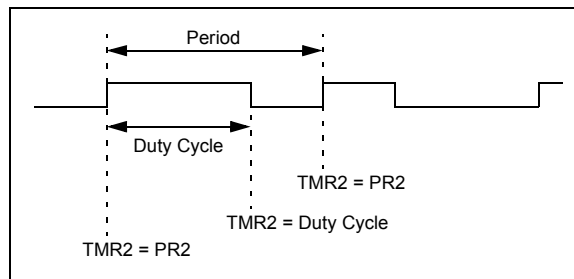 Period
Duty Cycle
TMR2 = PR2
TMR2 = Duty Cycle
TMR2 = PR2